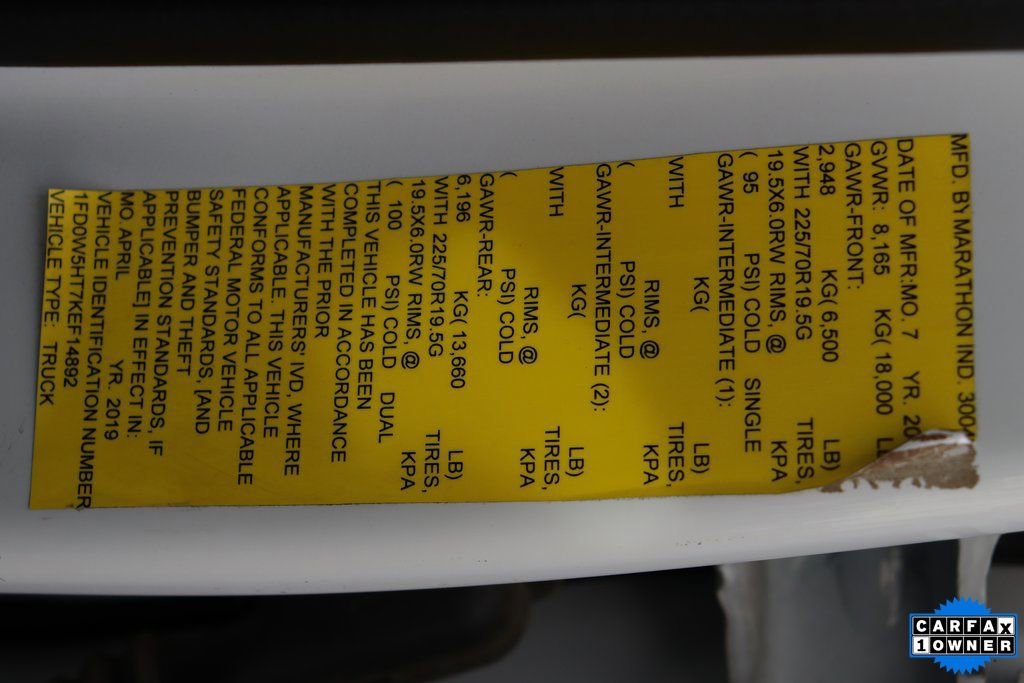 MFD. BY MARATHON IND. 3004
DATE OF MFR: MO. 7 YR. 20
GVWR: 8,165 KG( 18,000 L
GAWR-FRONT:
2,948 KG( 6,500 LB)
WITH 225/70R19.5G TIRES,
19.5X6.0RW RIMS, @ KPA
( 95 PSI) COLD SINGLE
GAWR-INTERMEDIATE (1):
KG( LB)
WITH TIRES,
RIMS, @ KPA
( PSI) COLD
GAWR-INTERMEDIATE (2):
KG( LB)
WITH TIRES,
RIMS, @ KPA
( PSI) COLD
GAWR-REAR:
6,196 KG( 13,660 LB)
WITH 225/70R19.5G TIRES,
19.5X6.0RW RIMS, @ KPA
( 100 PSI) COLD DUAL
THIS VEHICLE HAS BEEN
COMPLETED IN ACCORDANCE
WITH THE PRIOR
MANUFACTURERS' IVD, WHERE
APPLICABLE. THIS VEHICLE
CONFORMS TO ALL APPLICABLE
FEDERAL MOTOR VEHICLE
SAFETY STANDARDS, [AND
BUMPER AND THEFT
PREVENTION STANDARDS, IF
APPLICABLE] IN EFFECT IN:
MO. APRIL YR. 2019
VEHICLE IDENTIFICATION NUMBER
1FD0W5HT7KEF14892
VEHICLE TYPE: TRUCK
CARFAX
1 OWNER